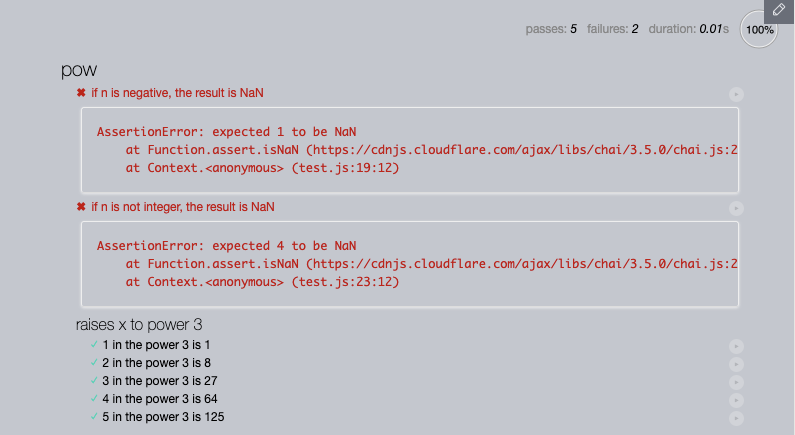 passes: 5 failures: 2 duration: 0.01s 100%
pow
✖ if n is negative, the result is NaN
AssertionError: expected 1 to be NaN
at Function.assert.isNaN (https://cdnjs.cloudflare.com/ajax/libs/chai/3.5.0/chai.js:2
at Context.<anonymous> (test.js:19:12)
✖ if n is not integer, the result is NaN
AssertionError: expected 4 to be NaN
at Function.assert.isNaN (https://cdnjs.cloudflare.com/ajax/libs/chai/3.5.0/chai.js:2
at Context.<anonymous> (test.js:23:12)
raises x to power 3
✓ 1 in the power 3 is 1
✓ 2 in the power 3 is 8
✓ 3 in the power 3 is 27
✓ 4 in the power 3 is 64
✓ 5 in the power 3 is 125